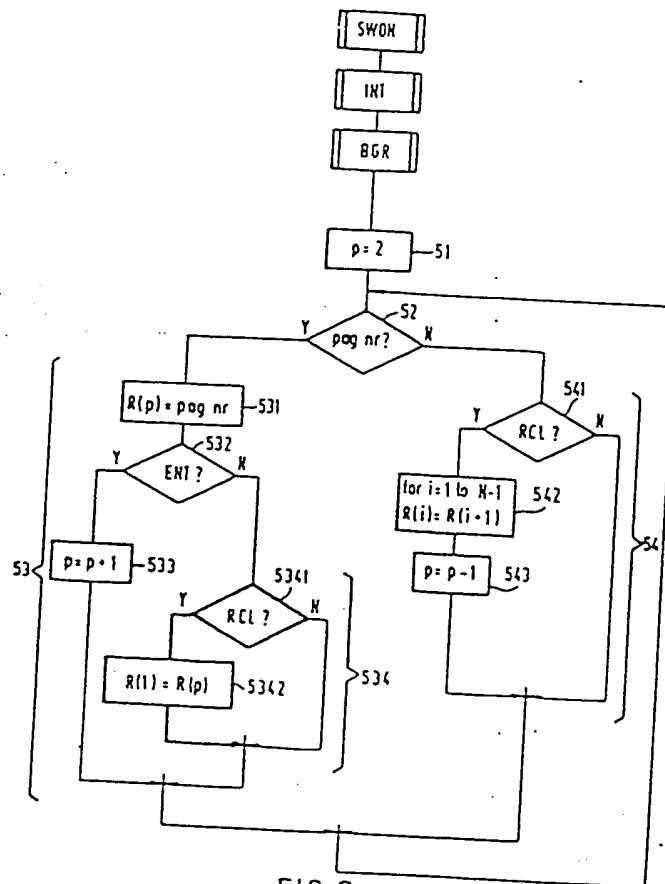 SWON
INT
BGR
p = 2 51
52
Y pag nr? N
R(p) = pag nr 531
532
Y ENT? N
541
Y RCL ? N
for i=1 to N-1
R(i) = R(i+1) 542
53 p = p+1 533
p = p-1 543
54
5341
Y RCL ? N
R(1) = R(p) 5342
534